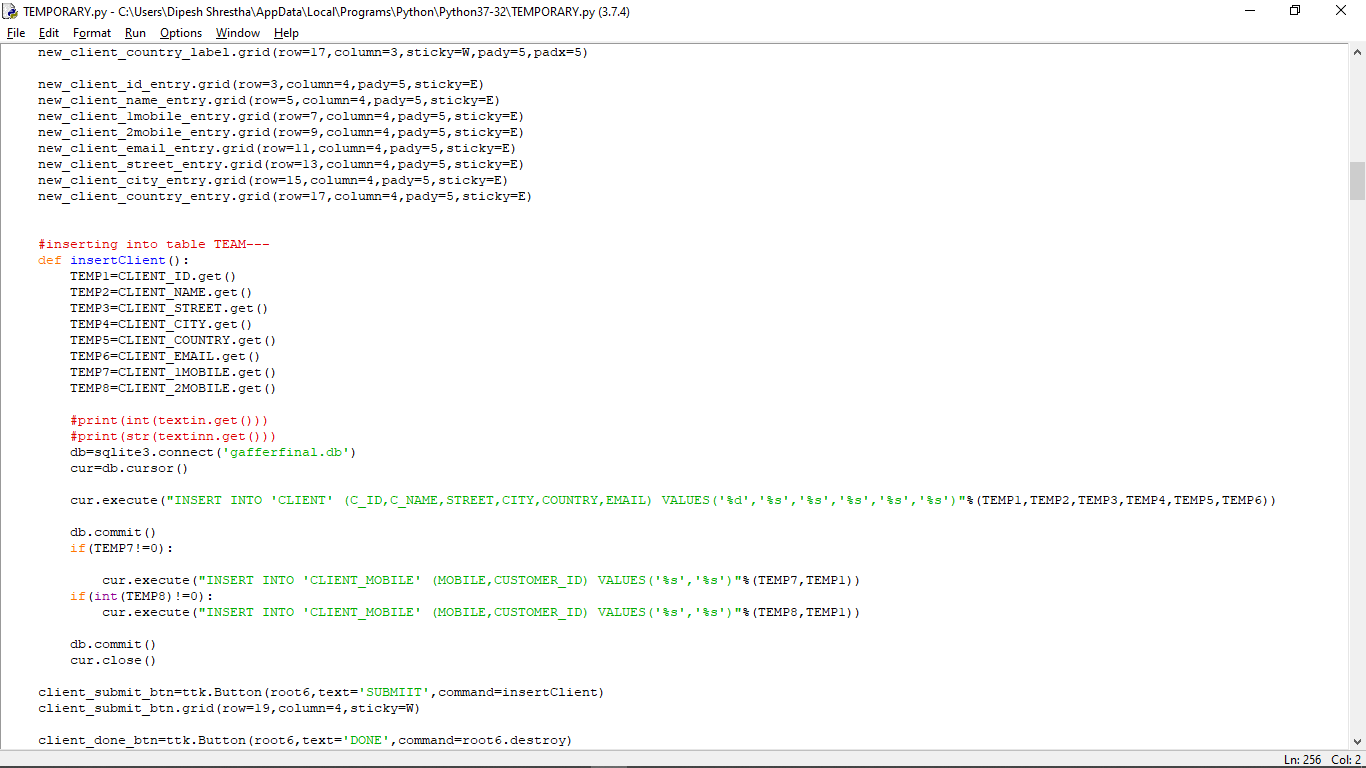 TEMPORARY.py - C:\Users\Dipesh Shrestha\AppData\Local\Programs\Python\Python37-32\TEMPORARY.py (3.7.4)
File Edit Format Run Options Window Help
new_client_country_label.grid(row=17,column=3,sticky=W,pady=5,padx=5)
new_client_id_entry.grid(row=3,column=4,pady=5,sticky=E)
new_client_name_entry.grid(row=5,column=4,pady=5,sticky=E)
new_client_1mobile_entry.grid(row=7,column=4,pady=5,sticky=E)
new_client_2mobile_entry.grid(row=9,column=4,pady=5,sticky=E)
new_client_email_entry.grid(row=11,column=4,pady=5,sticky=E)
new_client_street_entry.grid(row=13,column=4,pady=5,sticky=E)
new_client_city_entry.grid(row=15,column=4,pady=5,sticky=E)
new_client_country_entry.grid(row=17,column=4,pady=5,sticky=E)
#inserting into table TEAM---
def insertClient():
TEMP1=CLIENT_ID.get()
TEMP2=CLIENT_NAME.get()
TEMP3=CLIENT_STREET.get()
TEMP4=CLIENT_CITY.get()
TEMP5=CLIENT_COUNTRY.get()
TEMP6=CLIENT_EMAIL.get()
TEMP7=CLIENT_1MOBILE.get()
TEMP8=CLIENT_2MOBILE.get()
#print(int(textin.get()))
#print(str(textinn.get()))
db=sqlite3.connect('gafferfinal.db')
cur=db.cursor()
cur.execute("INSERT INTO 'CLIENT' (C_ID,C_NAME,STREET,CITY,COUNTRY,EMAIL) VALUES('%d','%s','%s','%s','%s','%s')"%(TEMP1,TEMP2,TEMP3,TEMP4,TEMP5,TEMP6))
db.commit()
if(TEMP7!=0):
cur.execute("INSERT INTO 'CLIENT_MOBILE' (MOBILE,CUSTOMER_ID) VALUES('%s','%s')"%(TEMP7,TEMP1))
if(int(TEMP8)!=0):
cur.execute("INSERT INTO 'CLIENT_MOBILE' (MOBILE,CUSTOMER_ID) VALUES('%s','%s')"%(TEMP8,TEMP1))
db.commit()
cur.close()
client_submit_btn=ttk.Button(root6,text='SUBMIIT',command=insertClient)
client_submit_btn.grid(row=19,column=4,sticky=W)
client_done_btn=ttk.Button(root6,text='DONE',command=root6.destroy)
Ln: 256 Col: 2